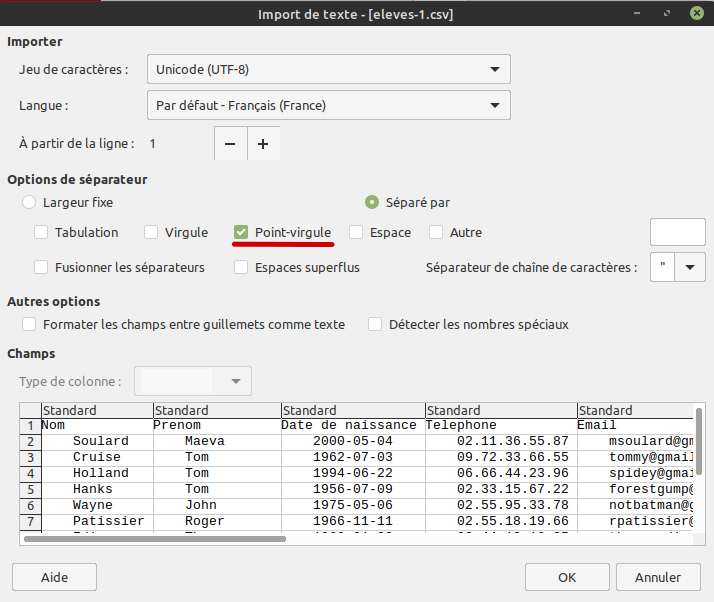 Import de texte - [eleves-1.csv]
Importer
Jeu de caractères : Unicode (UTF-8)
Langue : Par défaut - Français (France)
À partir de la ligne : 1 − +
Options de séparateur
Largeur fixe Séparé par
Tabulation Virgule Point-virgule Espace Autre
Fusionner les séparateurs Espaces superflus Séparateur de chaîne de caractères : "
Autres options
Formater les champs entre guillemets comme texte Détecter les nombres spéciaux
Champs
Type de colonne :
Standard Standard Standard Standard Standard
1 Nom Prenom Date de naissance Telephone Email
2 Soulard Maeva 2000-05-04 02.11.36.55.87 msoulard@gm
3 Cruise Tom 1962-07-03 09.72.33.66.55 tommy@gmail
4 Holland Tom 1994-06-22 06.66.44.23.96 spidey@gmai
5 Hanks Tom 1956-07-09 02.33.15.67.22 forestgump@
6 Wayne John 1975-05-06 02.55.95.33.78 notbatman@g
7 Patissier Roger 1966-11-11 02.55.18.19.66 rpatissier@
Aide OK Annuler